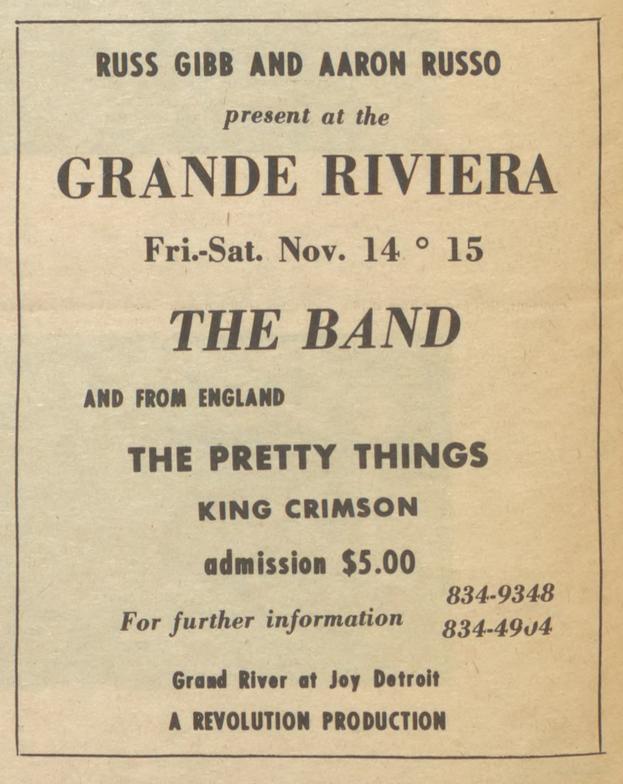 RUSS GIBB AND AARON RUSSO
present at the
GRANDE RIVIERA
Fri.-Sat. Nov. 14 ° 15
THE BAND
AND FROM ENGLAND
THE PRETTY THINGS
KING CRIMSON
admission $5.00
834-9348
For further information
834-4904
Grand River at Joy Detroit
A REVOLUTION PRODUCTION